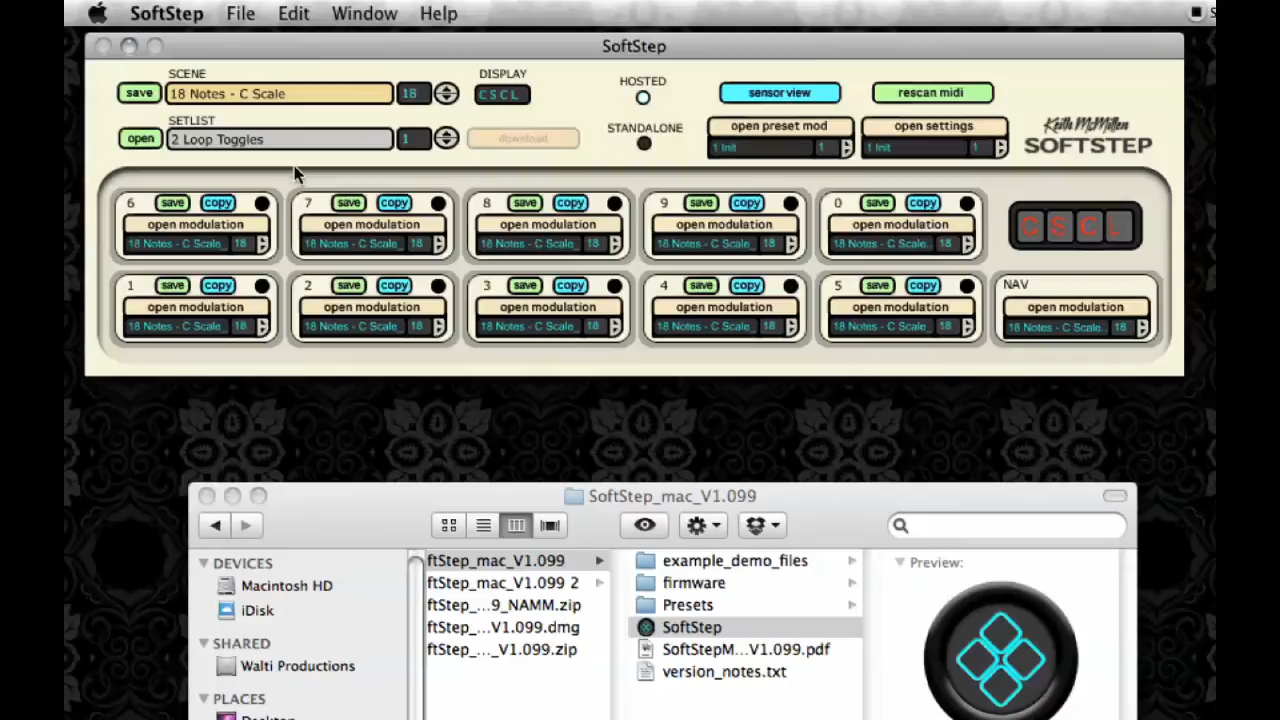 SoftStep File Edit Window Help
SoftStep
SCENE DISPLAY
save 18 Notes - C Scale 18 CSCL
HOSTED
sensor view rescan midi
SETLIST
open 2 Loop Toggles 1 download
STANDALONE
open preset mod open settings
1 Init 1 1 Init 1
Keith McMillen
SOFTSTEP
6 save copy 7 save copy 8 save copy 9 save copy 0 save copy
open modulation open modulation open modulation open modulation open modulation
18 Notes - C Scale 18 18 Notes - C Scale 18 18 Notes - C Scale 18 18 Notes - C Scale 18 18 Notes - C Scale 18
CSCL
1 save copy 2 save copy 3 save copy 4 save copy 5 save copy NAV
open modulation open modulation open modulation open modulation open modulation open modulation
18 Notes - C Scale 18 18 Notes - C Scale 18 18 Notes - C Scale 18 18 Notes - C Scale 18 18 Notes - C Scale 18 18 Notes - C Scale 18
SoftStep_mac_V1.099
DEVICES
Macintosh HD
iDisk
SHARED
Walti Productions
PLACES
Desktop
ftStep_mac_V1.099
ftStep_mac_V1.099 2
ftStep_...9_NAMM.zip
ftStep_...V1.099.dmg
ftStep_..._V1.099.zip
example_demo_files
firmware
Presets
SoftStep
SoftStepM...V1.099.pdf
version_notes.txt
Preview: